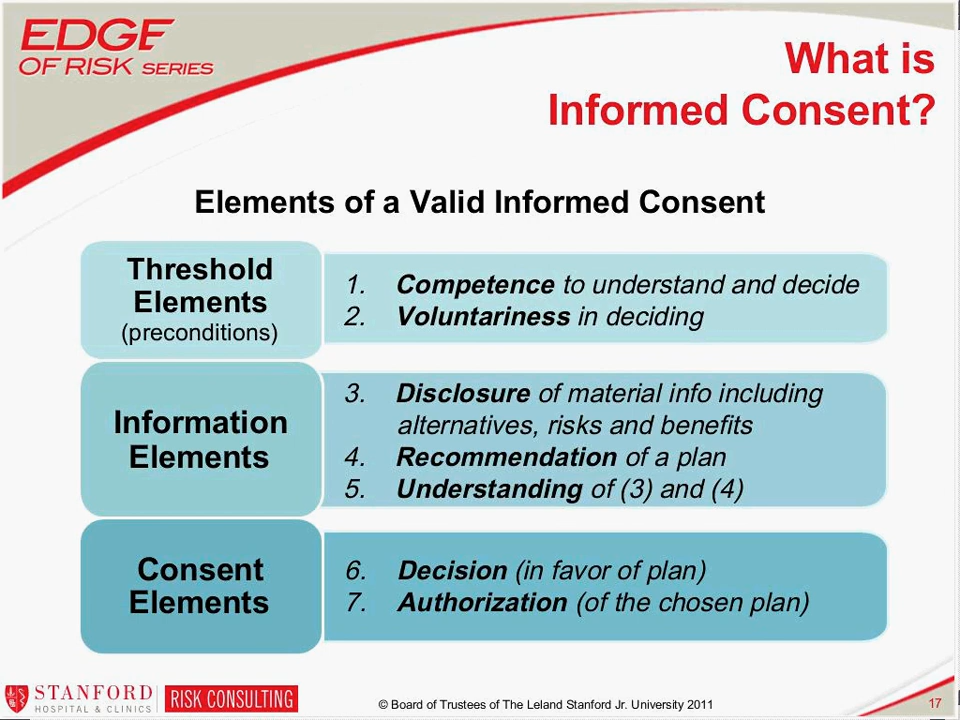 EDGE
OF RISK SERIES
What is
Informed Consent?
Elements of a Valid Informed Consent
Threshold
Elements
(preconditions)
1. Competence to understand and decide
2. Voluntariness in deciding
Information
Elements
3. Disclosure of material info including
alternatives, risks and benefits
4. Recommendation of a plan
5. Understanding of (3) and (4)
Consent
Elements
6. Decision (in favor of plan)
7. Authorization (of the chosen plan)
STANFORD
HOSPITAL & CLINICS
RISK CONSULTING
© Board of Trustees of The Leland Stanford Jr. University 2011
17